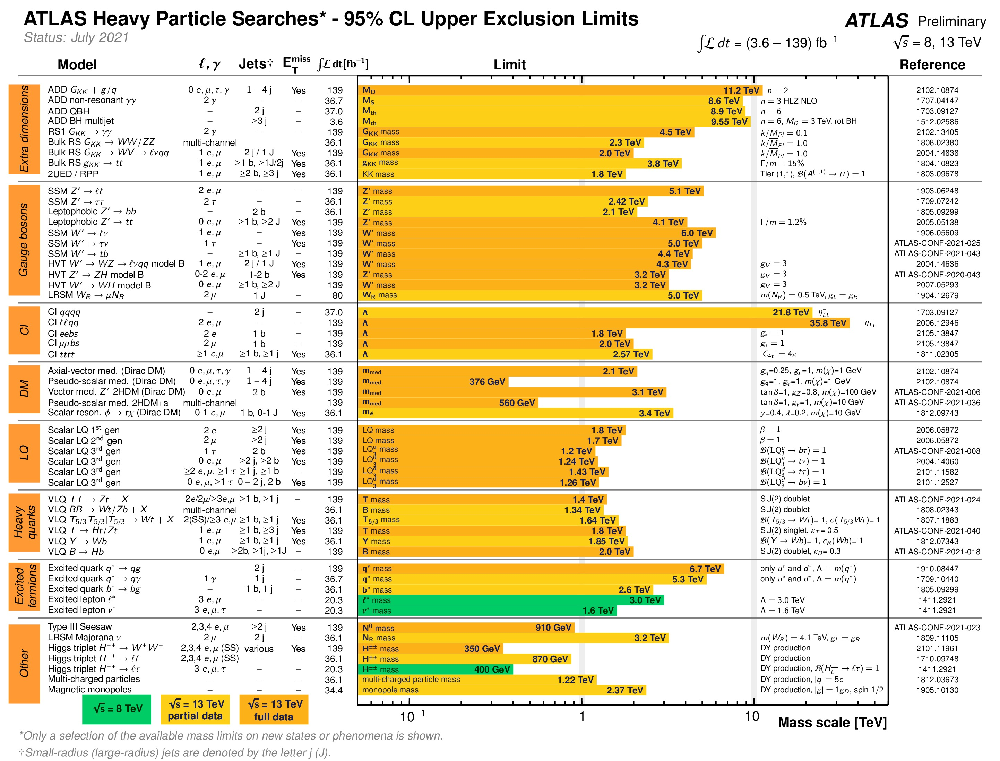 ATLAS Heavy Particle Searches* - 95% CL Upper Exclusion Limits
ATLAS Preliminary
Status: July 2021
∫ℒ dt = (3.6 – 139) fb⁻¹
√s = 8, 13 TeV
Model ℓ, γ Jets† E_T^miss ∫ℒ dt[fb⁻¹] Limit Reference
Extra dimensions
ADD G_KK + g/q 0 e, μ, τ, γ 1 – 4 j Yes 139 M_D 11.2 TeV n = 2 2102.10874
ADD non-resonant γγ 2 γ – – 36.7 M_S 8.6 TeV n = 3 HLZ NLO 1707.04147
ADD QBH – 2 j – 37.0 M_th 8.9 TeV n = 6 1703.09127
ADD BH multijet – ≥3 j – 3.6 M_th 9.55 TeV n = 6, M_D = 3 TeV, rot BH 1512.02586
RS1 G_KK → γγ 2 γ – – 139 G_KK mass 4.5 TeV k/M̅_Pl = 0.1 2102.13405
Bulk RS G_KK → WW/ZZ multi-channel 36.1 G_KK mass 2.3 TeV k/M̅_Pl = 1.0 1808.02380
Bulk RS G_KK → WV → ℓνqq 1 e, μ 2 j / 1 J Yes 139 G_KK mass 2.0 TeV k/M̅_Pl = 1.0 2004.14636
Bulk RS g_KK → tt 1 e, μ ≥1 b, ≥1J/2j Yes 36.1 g_KK mass 3.8 TeV Γ/m = 15% 1804.10823
2UED / RPP 1 e, μ ≥2 b, ≥3 j Yes 36.1 KK mass 1.8 TeV Tier (1,1), ℬ(A^(1,1) → tt) = 1 1803.09678
Gauge bosons
SSM Z′ → ℓℓ 2 e, μ – – 139 Z′ mass 5.1 TeV 1903.06248
SSM Z′ → ττ 2 τ – – 36.1 Z′ mass 2.42 TeV 1709.07242
Leptophobic Z′ → bb – 2 b – 36.1 Z′ mass 2.1 TeV 1805.09299
Leptophobic Z′ → tt 0 e, μ ≥1 b, ≥2 J Yes 139 Z′ mass 4.1 TeV Γ/m = 1.2% 2005.05138
SSM W′ → ℓν 1 e, μ – Yes 139 W′ mass 6.0 TeV 1906.05609
SSM W′ → τν 1 τ – Yes 139 W′ mass 5.0 TeV ATLAS-CONF-2021-025
SSM W′ → tb – ≥1 b, ≥1 J – 139 W′ mass 4.4 TeV ATLAS-CONF-2021-043
HVT W′ → WZ → ℓνqq model B 1 e, μ 2 j / 1 J Yes 139 W′ mass 4.3 TeV g_V = 3 2004.14636
HVT Z′ → ZH model B 0-2 e, μ 1-2 b Yes 139 Z′ mass 3.2 TeV g_V = 3 ATLAS-CONF-2020-043
HVT W′ → WH model B 0 e, μ ≥1 b, ≥2 J 139 W′ mass 3.2 TeV g_V = 3 2007.05293
LRSM W_R → μN_R 2 μ 1 J – 80 W_R mass 5.0 TeV m(N_R) = 0.5 TeV, g_L = g_R 1904.12679
CI
CI qqqq – 2 j – 37.0 Λ 21.8 TeV η⁻_LL 1703.09127
CI ℓℓqq 2 e, μ – – 139 Λ 35.8 TeV η⁻_LL 2006.12946
CI eebs 2 e 1 b – 139 Λ 1.8 TeV g_* = 1 2105.13847
CI μμbs 2 μ 1 b – 139 Λ 2.0 TeV g_* = 1 2105.13847
CI tttt ≥1 e,μ ≥1 b, ≥1 j Yes 36.1 Λ 2.57 TeV |C_4t| = 4π 1811.02305
DM
Axial-vector med. (Dirac DM) 0 e, μ, τ, γ 1 – 4 j Yes 139 m_med 2.1 TeV g_q=0.25, g_χ=1, m(χ)=1 GeV 2102.10874
Pseudo-scalar med. (Dirac DM) 0 e, μ, τ, γ 1 – 4 j Yes 139 m_med 376 GeV g_q=1, g_χ=1, m(χ)=1 GeV 2102.10874
Vector med. Z′-2HDM (Dirac DM) 0 e, μ 2 b Yes 139 m_med 3.1 TeV tan β=1, g_Z=0.8, m(χ)=100 GeV ATLAS-CONF-2021-006
Pseudo-scalar med. 2HDM+a multi-channel 139 m_med 560 GeV tan β=1, g_χ=1, m(χ)=10 GeV ATLAS-CONF-2021-036
Scalar reson. ϕ → tχ (Dirac DM) 0-1 e, μ 1 b, 0-1 J Yes 36.1 m_ϕ 3.4 TeV y=0.4, λ=0.2, m(χ)=10 GeV 1812.09743
LQ
Scalar LQ 1st gen 2 e ≥2 j Yes 139 LQ mass 1.8 TeV β = 1 2006.05872
Scalar LQ 2nd gen 2 μ ≥2 j Yes 139 LQ mass 1.7 TeV β = 1 2006.05872
Scalar LQ 3rd gen 1 τ 2 b Yes 139 LQ₃ᵘ mass 1.2 TeV ℬ(LQ₃ᵘ → bτ) = 1 ATLAS-CONF-2021-008
Scalar LQ 3rd gen 0 e, μ ≥2 j, ≥2 b Yes 139 LQ₃ᵘ mass 1.24 TeV ℬ(LQ₃ᵘ → tν) = 1 2004.14060
Scalar LQ 3rd gen ≥2 e, μ, ≥1 τ ≥1 j, ≥1 b – 139 LQ₃ᵈ mass 1.43 TeV ℬ(LQ₃ᵈ → tτ) = 1 2101.11582
Scalar LQ 3rd gen 0 e, μ, ≥1 τ 0 – 2 j, 2 b Yes 139 LQ₃ᵈ mass 1.26 TeV ℬ(LQ₃ᵈ → bν) = 1 2101.12527
Heavy quarks
VLQ TT → Zt + X 2e/2μ/≥3e,μ ≥1 b, ≥1 j – 139 T mass 1.4 TeV SU(2) doublet ATLAS-CONF-2021-024
VLQ BB → Wt/Zb + X multi-channel 36.1 B mass 1.34 TeV SU(2) doublet 1808.02343
VLQ T_5/3 T_5/3|T_5/3 → Wt + X 2(SS)/≥3 e,μ ≥1 b, ≥1 j Yes 36.1 T_5/3 mass 1.64 TeV ℬ(T_5/3 → Wt)= 1, c(T_5/3 Wt)= 1 1807.11883
VLQ T → Ht/Zt 1 e, μ ≥1 b, ≥3 j Yes 139 T mass 1.8 TeV SU(2) singlet, κ_T= 0.5 ATLAS-CONF-2021-040
VLQ Y → Wb 1 e, μ ≥1 b, ≥1 j Yes 36.1 Y mass 1.85 TeV ℬ(Y → Wb)= 1, c_R(Wb)= 1 1812.07343
VLQ B → Hb 0 e,μ ≥2b, ≥1j, ≥1J – 139 B mass 2.0 TeV SU(2) doublet, κ_B= 0.3 ATLAS-CONF-2021-018
Excited fermions
Excited quark q* → qg – 2 j – 139 q* mass 6.7 TeV only u* and d*, Λ = m(q*) 1910.08447
Excited quark q* → qγ 1 γ 1 j – 36.7 q* mass 5.3 TeV only u* and d*, Λ = m(q*) 1709.10440
Excited quark b* → bg – 1 b, 1 j – 36.1 b* mass 2.6 TeV 1805.09299
Excited lepton ℓ* 3 e, μ – – 20.3 ℓ* mass 3.0 TeV Λ = 3.0 TeV 1411.2921
Excited lepton ν* 3 e, μ, τ – – 20.3 ν* mass 1.6 TeV Λ = 1.6 TeV 1411.2921
Other
Type III Seesaw 2,3,4 e, μ ≥2 j Yes 139 N⁰ mass 910 GeV ATLAS-CONF-2021-023
LRSM Majorana ν 2 μ 2 j – 36.1 N_R mass 3.2 TeV m(W_R) = 4.1 TeV, g_L = g_R 1809.11105
Higgs triplet H±± → W±W± 2,3,4 e, μ (SS) various Yes 139 H±± mass 350 GeV DY production 2101.11961
Higgs triplet H±± → ℓℓ 2,3,4 e, μ (SS) – – 36.1 H±± mass 870 GeV DY production 1710.09748
Higgs triplet H±± → ℓτ 3 e, μ, τ – – 20.3 H±± mass 400 GeV DY production, ℬ(H_L±± → ℓτ) = 1 1411.2921
Multi-charged particles – – – 36.1 multi-charged particle mass 1.22 TeV DY production, |q| = 5e 1812.03673
Magnetic monopoles – – – 34.4 monopole mass 2.37 TeV DY production, |g| = 1g_D, spin 1/2 1905.10130
√s = 8 TeV
√s = 13 TeV partial data
√s = 13 TeV full data
10⁻¹ 1 10
Mass scale [TeV]
*Only a selection of the available mass limits on new states or phenomena is shown.
†Small-radius (large-radius) jets are denoted by the letter j (J).